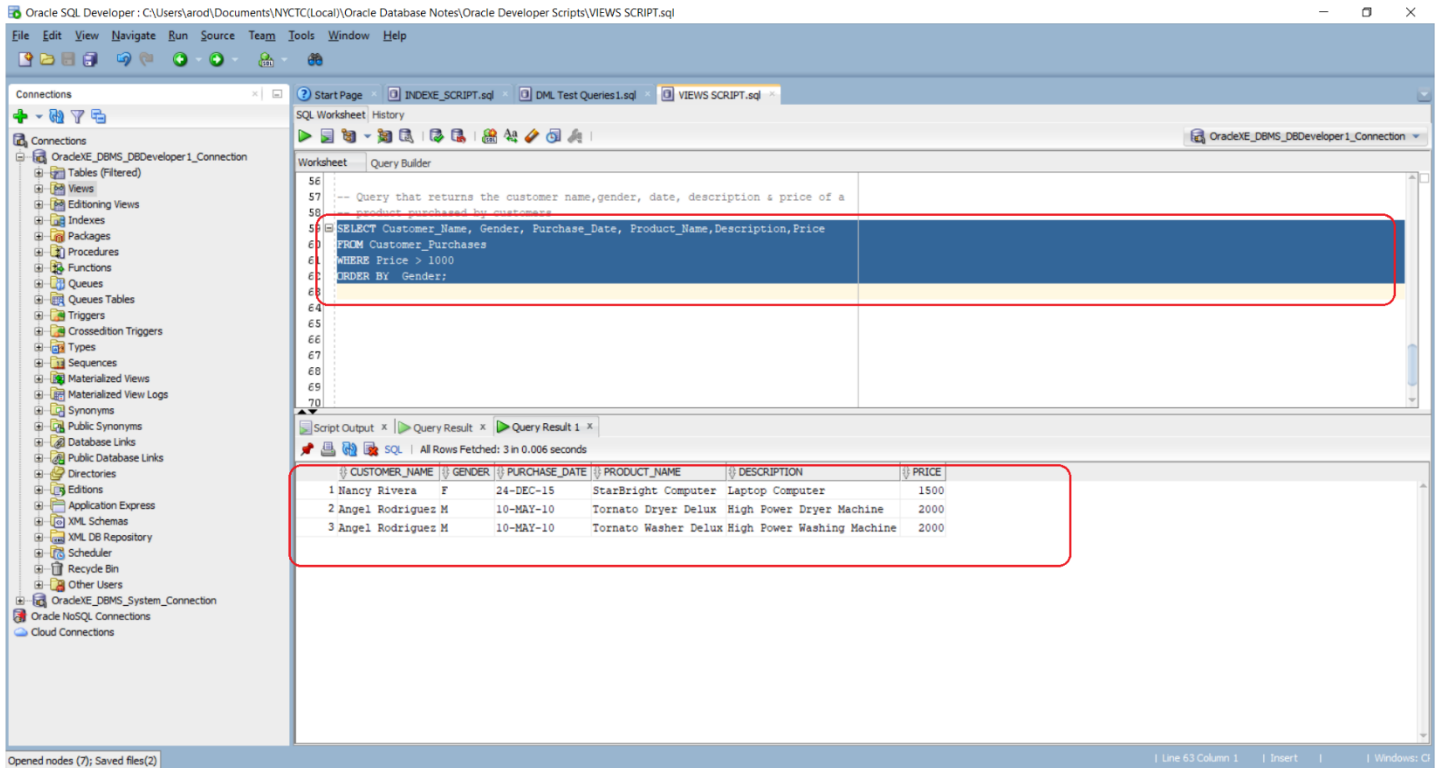 Oracle SQL Developer : C:\Users\arod\Documents\NYCTC(Local)\Oracle Database Notes\Oracle Developer Scripts\VIEWS SCRIPT.sql
File Edit View Navigate Run Source Team Tools Window Help
Connections
Connections
OracleXE_DBMS_DBDeveloper1_Connection
Tables (Filtered)
Views
Editioning Views
Indexes
Packages
Procedures
Functions
Queues
Queues Tables
Triggers
Crossedition Triggers
Types
Sequences
Materialized Views
Materialized View Logs
Synonyms
Public Synonyms
Database Links
Public Database Links
Directories
Editions
Application Express
XML Schemas
XML DB Repository
Scheduler
Recycle Bin
Other Users
OracleXE_DBMS_System_Connection
Oracle NoSQL Connections
Cloud Connections
Start Page INDEXE_SCRIPT.sql DML Test Queries1.sql VIEWS SCRIPT.sql
SQL Worksheet History
OracleXE_DBMS_DBDeveloper1_Connection
Worksheet Query Builder
56
57 -- Query that returns the customer name,gender, date, description & price of a
58 -- product purchased by customers
59 SELECT Customer_Name, Gender, Purchase_Date, Product_Name,Description,Price
60 FROM Customer_Purchases
61 WHERE Price > 1000
62 ORDER BY Gender;
63
64
65
66
67
68
69
70
Script Output x Query Result x Query Result 1 x
SQL | All Rows Fetched: 3 in 0.006 seconds
CUSTOMER_NAME GENDER PURCHASE_DATE PRODUCT_NAME DESCRIPTION PRICE
1 Nancy Rivera F 24-DEC-15 StarBright Computer Laptop Computer 1500
2 Angel Rodriguez M 10-MAY-10 Tornato Dryer Delux High Power Dryer Machine 2000
3 Angel Rodriguez M 10-MAY-10 Tornato Washer Delux High Power Washing Machine 2000
Opened nodes (7); Saved files(2)
| Line 63 Column 1 | Insert | | Windows: Cl